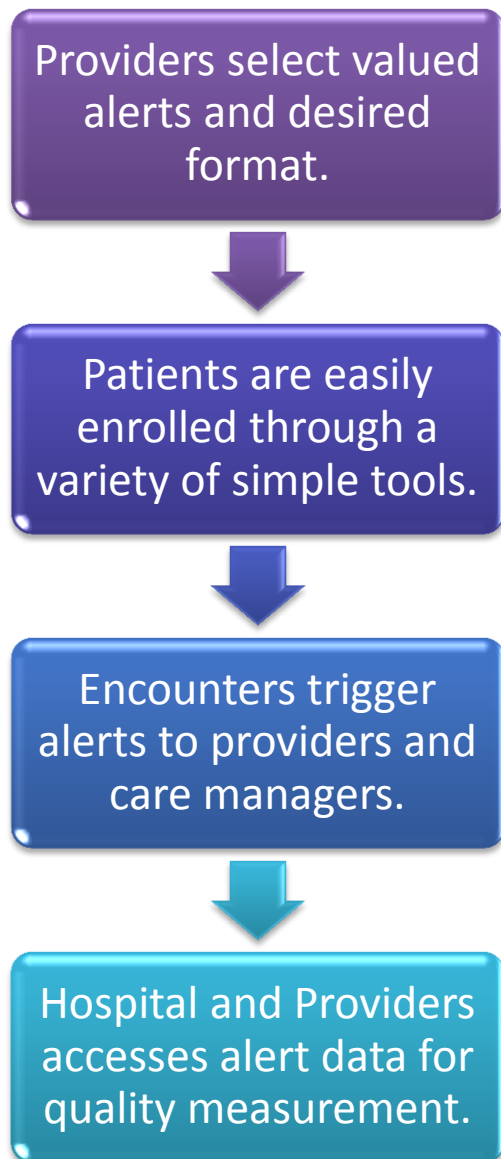 Providers select valued
alerts and desired
format.
Patients are easily
enrolled through a
variety of simple tools.
Encounters trigger
alerts to providers and
care managers.
Hospital and Providers
accesses alert data for
quality measurement.